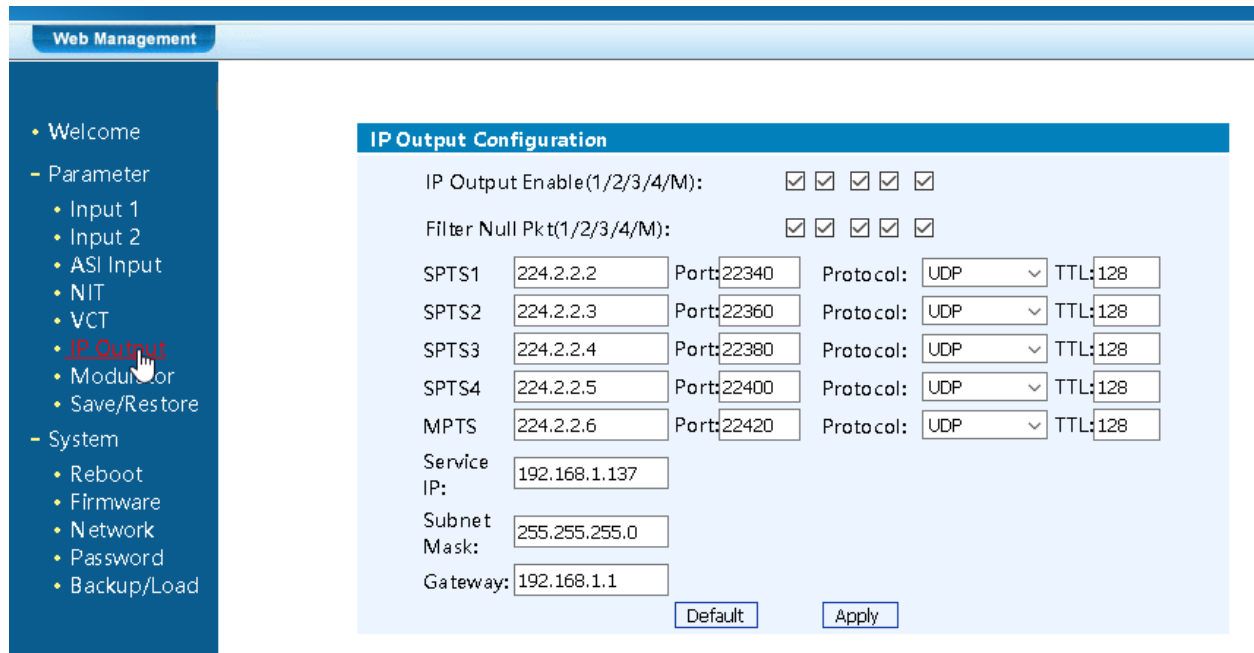 Web Management
Welcome
Parameter
Input 1
Input 2
ASI Input
NIT
VCT
IP Output
Modulator
Save/Restore
System
Reboot
Firmware
Network
Password
Backup/Load
IP Output Configuration
IP Output Enable(1/2/3/4/M):
Filter Null Pkt(1/2/3/4/M):
SPTS1 224.2.2.2 Port:22340 Protocol: UDP TTL:128
SPTS2 224.2.2.3 Port:22360 Protocol: UDP TTL:128
SPTS3 224.2.2.4 Port:22380 Protocol: UDP TTL:128
SPTS4 224.2.2.5 Port:22400 Protocol: UDP TTL:128
MPTS 224.2.2.6 Port:22420 Protocol: UDP TTL:128
Service
IP: 192.168.1.137
Subnet
Mask: 255.255.255.0
Gateway: 192.168.1.1
Default Apply